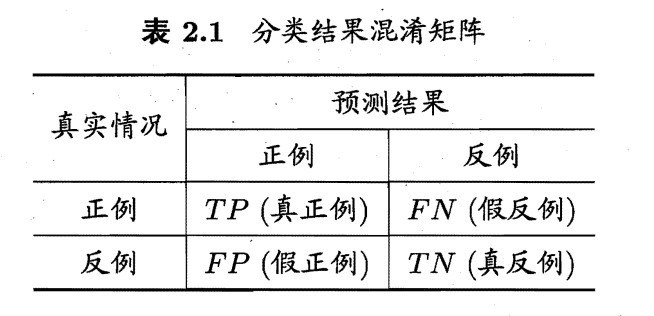 表 2.1 分类结果混淆矩阵
真实情况 预测结果
正例 反例
正例 TP (真正例) FN (假反例)
反例 FP (假正例) TN (真反例)